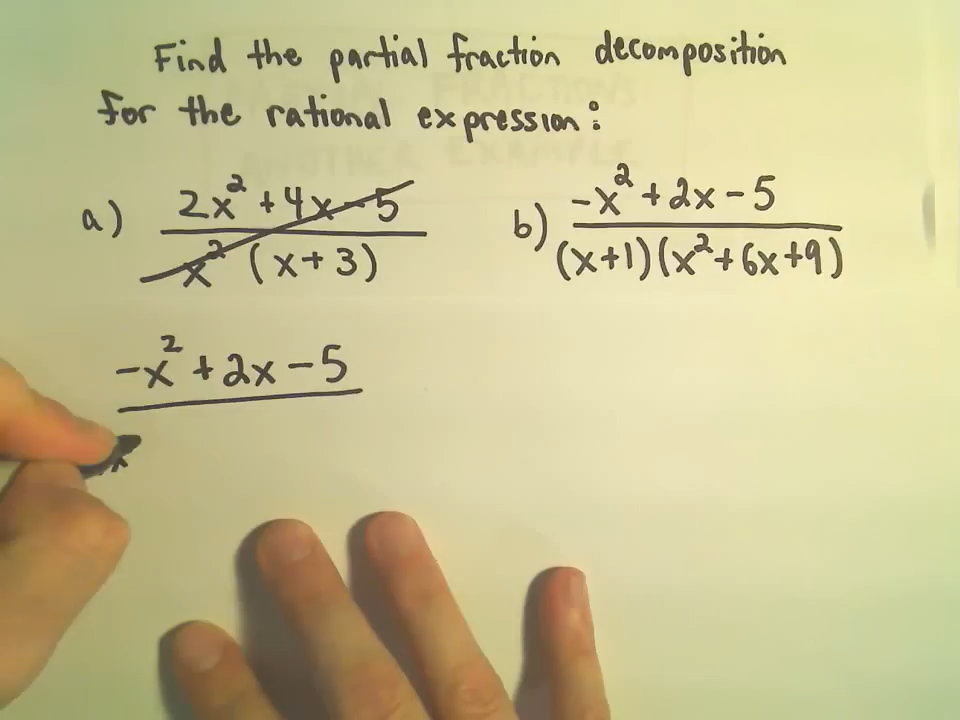 Find the partial fraction decomposition
for the rational expression:
a) 2x² + 4x - 5 / x² (x + 3)
b) -x² + 2x - 5 / (x+1)(x² + 6x + 9)
-x² + 2x - 5